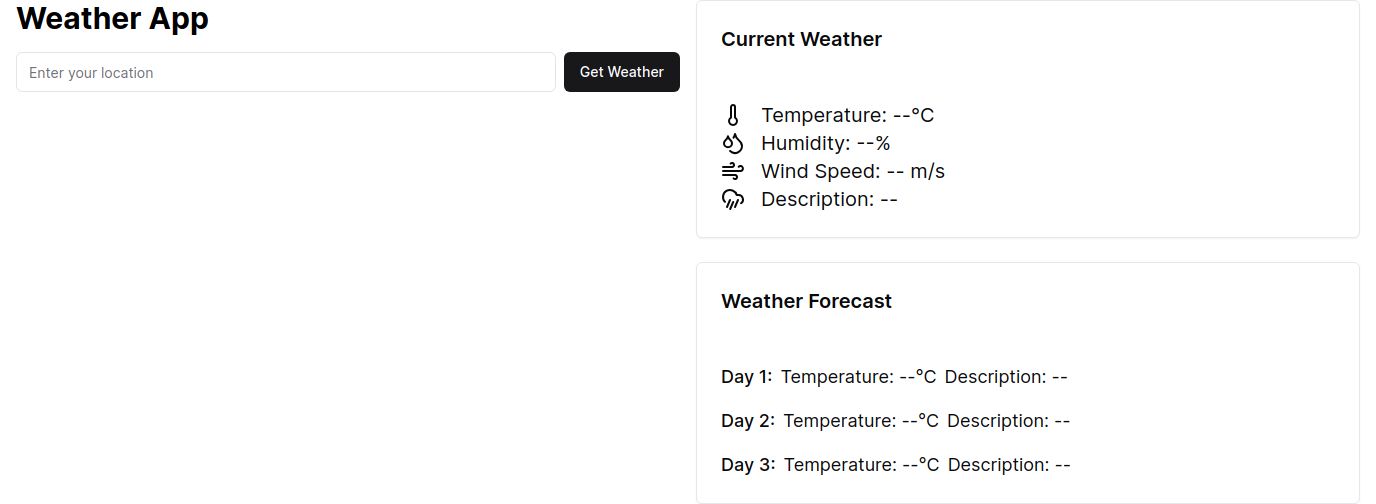 Weather App
Enter your location
Get Weather
Current Weather
Temperature: --°C
Humidity: --%
Wind Speed: -- m/s
Description: --
Weather Forecast
Day 1: Temperature: --°C Description: --
Day 2: Temperature: --°C Description: --
Day 3: Temperature: --°C Description: --